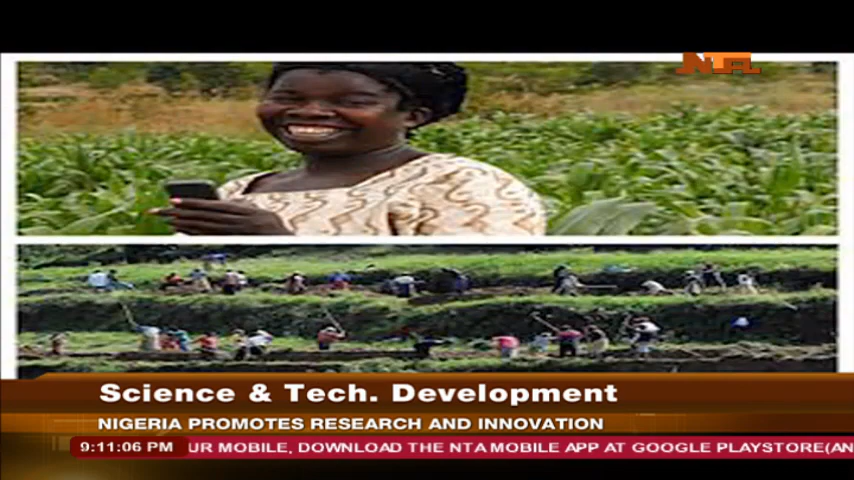 NTA
Science & Tech. Development
NIGERIA PROMOTES RESEARCH AND INNOVATION
9:11:06 PM UR MOBILE, DOWNLOAD THE NTA MOBILE APP AT GOOGLE PLAYSTORE(AN